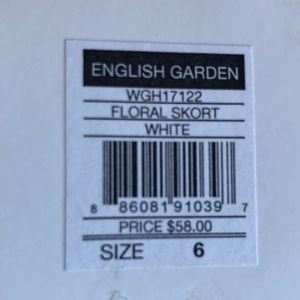 ENGLISH GARDEN
WGH17122
FLORAL SKORT
WHITE
8 86081 91039 7
PRICE $58.00
SIZE 6